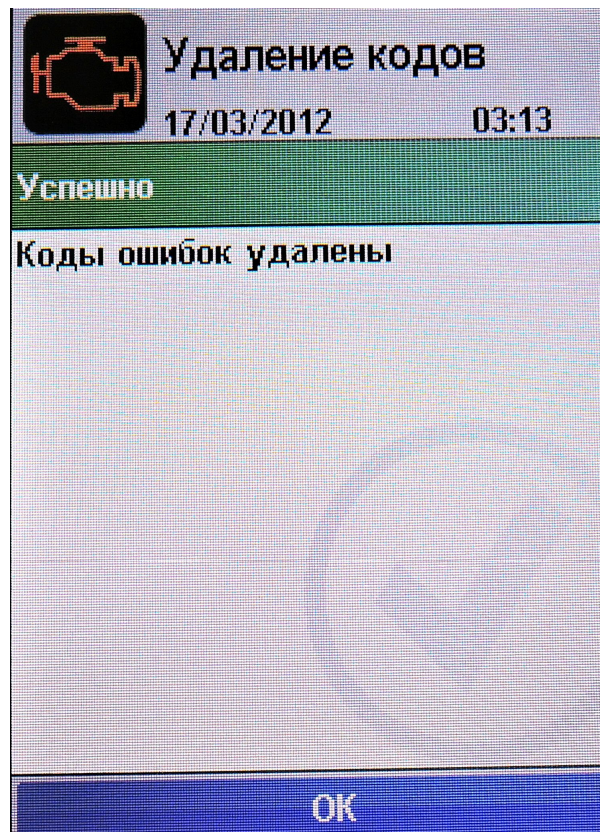 Удаление кодов
17/03/2012 03:13
Успешно
Коды ошибок удалены
OK